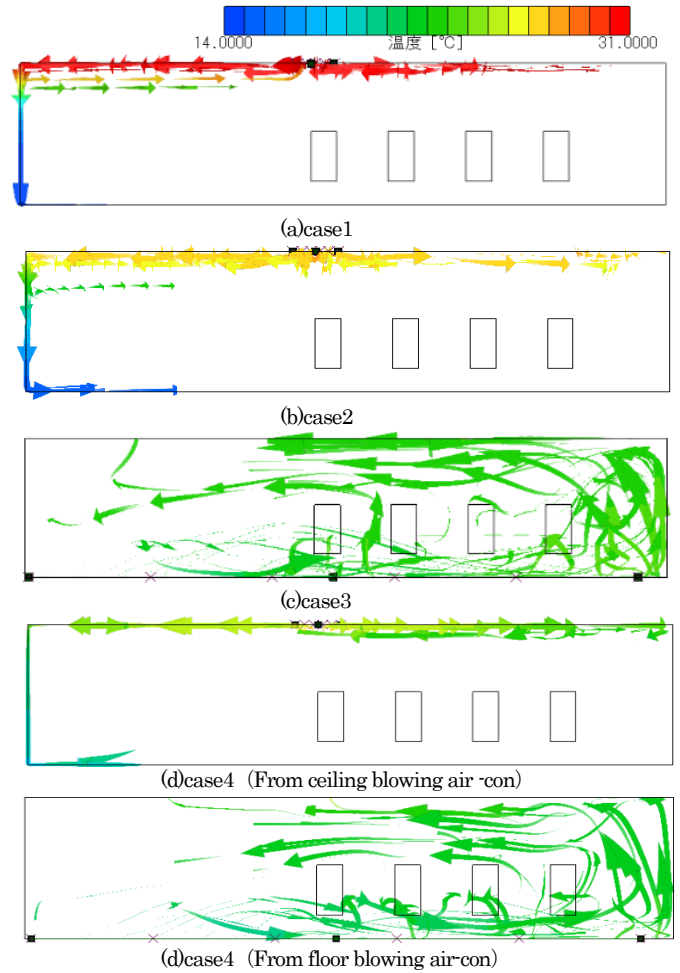 14.0000 温度 [℃] 31.0000
(a)case1
(b)case2
(c)case3
(d)case4 (From ceiling blowing air -con)
(d)case4 (From floor blowing air-con)